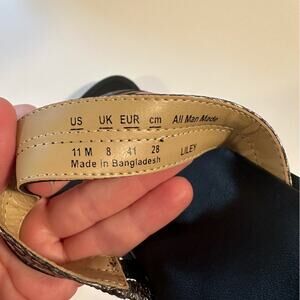 US UK EUR cm All Man Made
11 M 8 41 28 LILEY
Made in Bangladesh